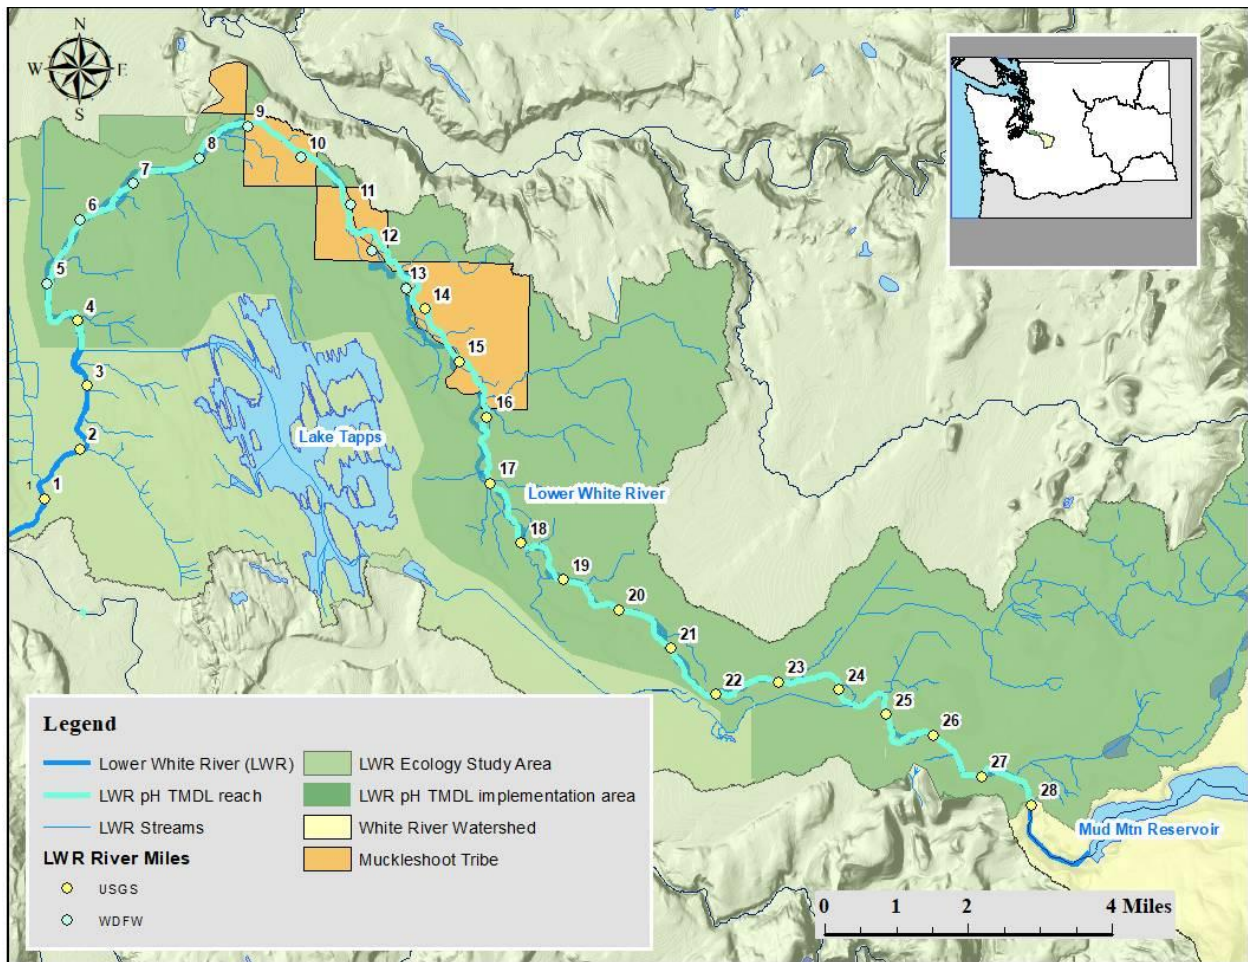 N
W E
S
9
8
10
7
11
6
12
5
13
14
4
15
3
16
Lake Tapps
2
17
Lower White River
1
1
18
19
20
21
22
23
24
25
26
27
28
Mud Mtn Reservoir
Legend
Lower White River (LWR)
LWR pH TMDL reach
LWR Streams
LWR River Miles
USGS
WDFW
LWR Ecology Study Area
LWR pH TMDL implementation area
White River Watershed
Muckleshoot Tribe
0 1 2 4 Miles